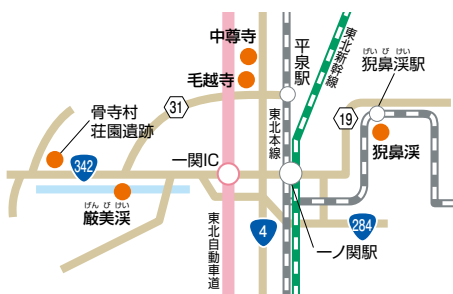 中尊寺
毛越寺
平泉駅
東北新幹線
げいびけい
猊鼻渓駅
31
19
骨寺村
荘園遺跡
東北本線
猊鼻渓
342
一関IC
げんびけい
厳美渓
東北自動車道
4
284
一ノ関駅